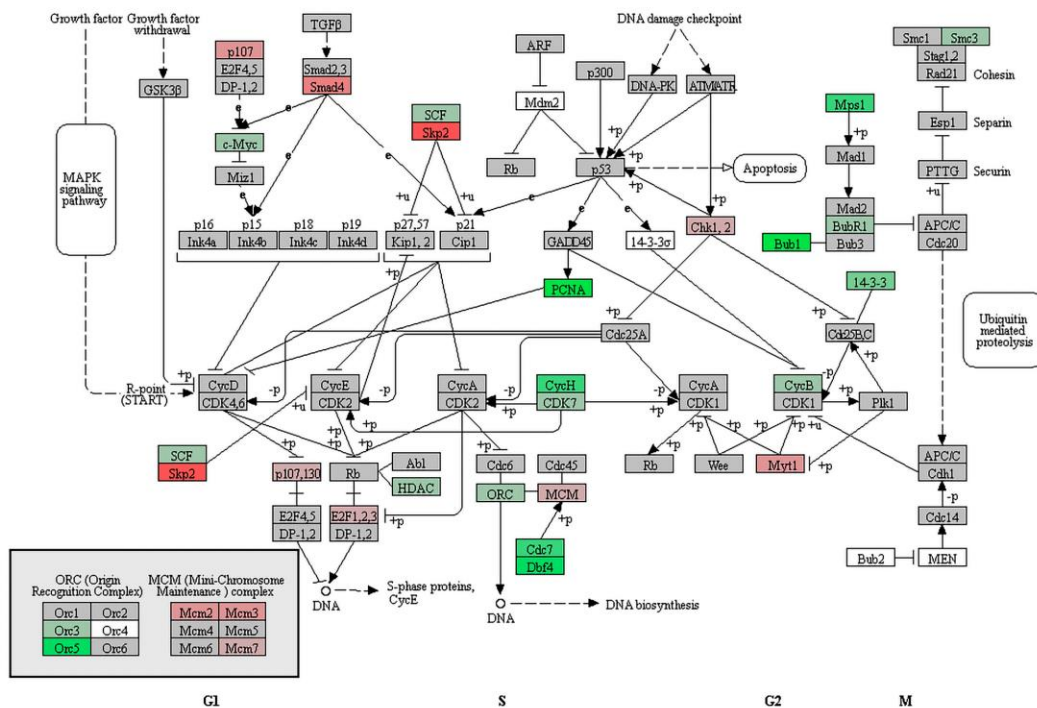 Growth factor
Growth factor
withdrawal
TGFβ
DNA damage checkpoint
Smc1
Smc3
Stag1,2
Rad21
Cohesin
p107
E2F4,5
DP-1,2
Smad2,3
Smad4
ARF
p300
GSK3β
DNA-PK
ATM/ATR
Mdm2
Mps1
SCF
Skp2
Esp1
Separin
e
e
+p
+p
c-Myc
Rb
p53
Apoptosis
Mad1
MAPK
signaling
pathway
Miz1
e
e
+p
PTTG
Securin
e
+u
+u
e
e
+p
+u
Mad2
BubR1
Bub3
Bub1
APC/C
Cdc20
p16
Ink4a
p15
Ink4b
p18
Ink4c
p19
Ink4d
p27,57
Kip1, 2
p21
Cip1
Chk1, 2
GADD45
14-3-3σ
+p
PCNA
14-3-3
+p
+p
Cdc25A
Cdc25B,C
Ubiquitin
mediated
proteolysis
+p
R-point
(START)
CycD
CDK4,6
-p
CycE
CDK2
-p
CycA
CDK2
-p
+p
CycH
CDK7
+p
-p
CycA
CDK1
CycB
CDK1
-p
+p
+p
Plk1
+u
+p
+p
+p
+p
+p
+p
+p
+p
+u
SCF
Skp2
p107,130
Rb
Abl
HDAC
Cdc6
Cdc45
Rb
Wee
Myt1
+p
APC/C
Cdh1
ORC
MCM
-p
E2F4,5
DP-1,2
E2F1,2,3
DP-1,2
+p
+p
Cdc14
Cdc7
Dbf4
Bub2
MEN
DNA
S-phase proteins,
CycE
DNA
DNA biosynthesis
ORC (Origin
Recognition Complex)
MCM (Mini-Chromosome
Maintenance ) complex
Orc1
Orc2
Mcm2
Mcm3
Orc3
Orc4
Mcm4
Mcm5
Orc5
Orc6
Mcm6
Mcm7
G1
S
G2
M